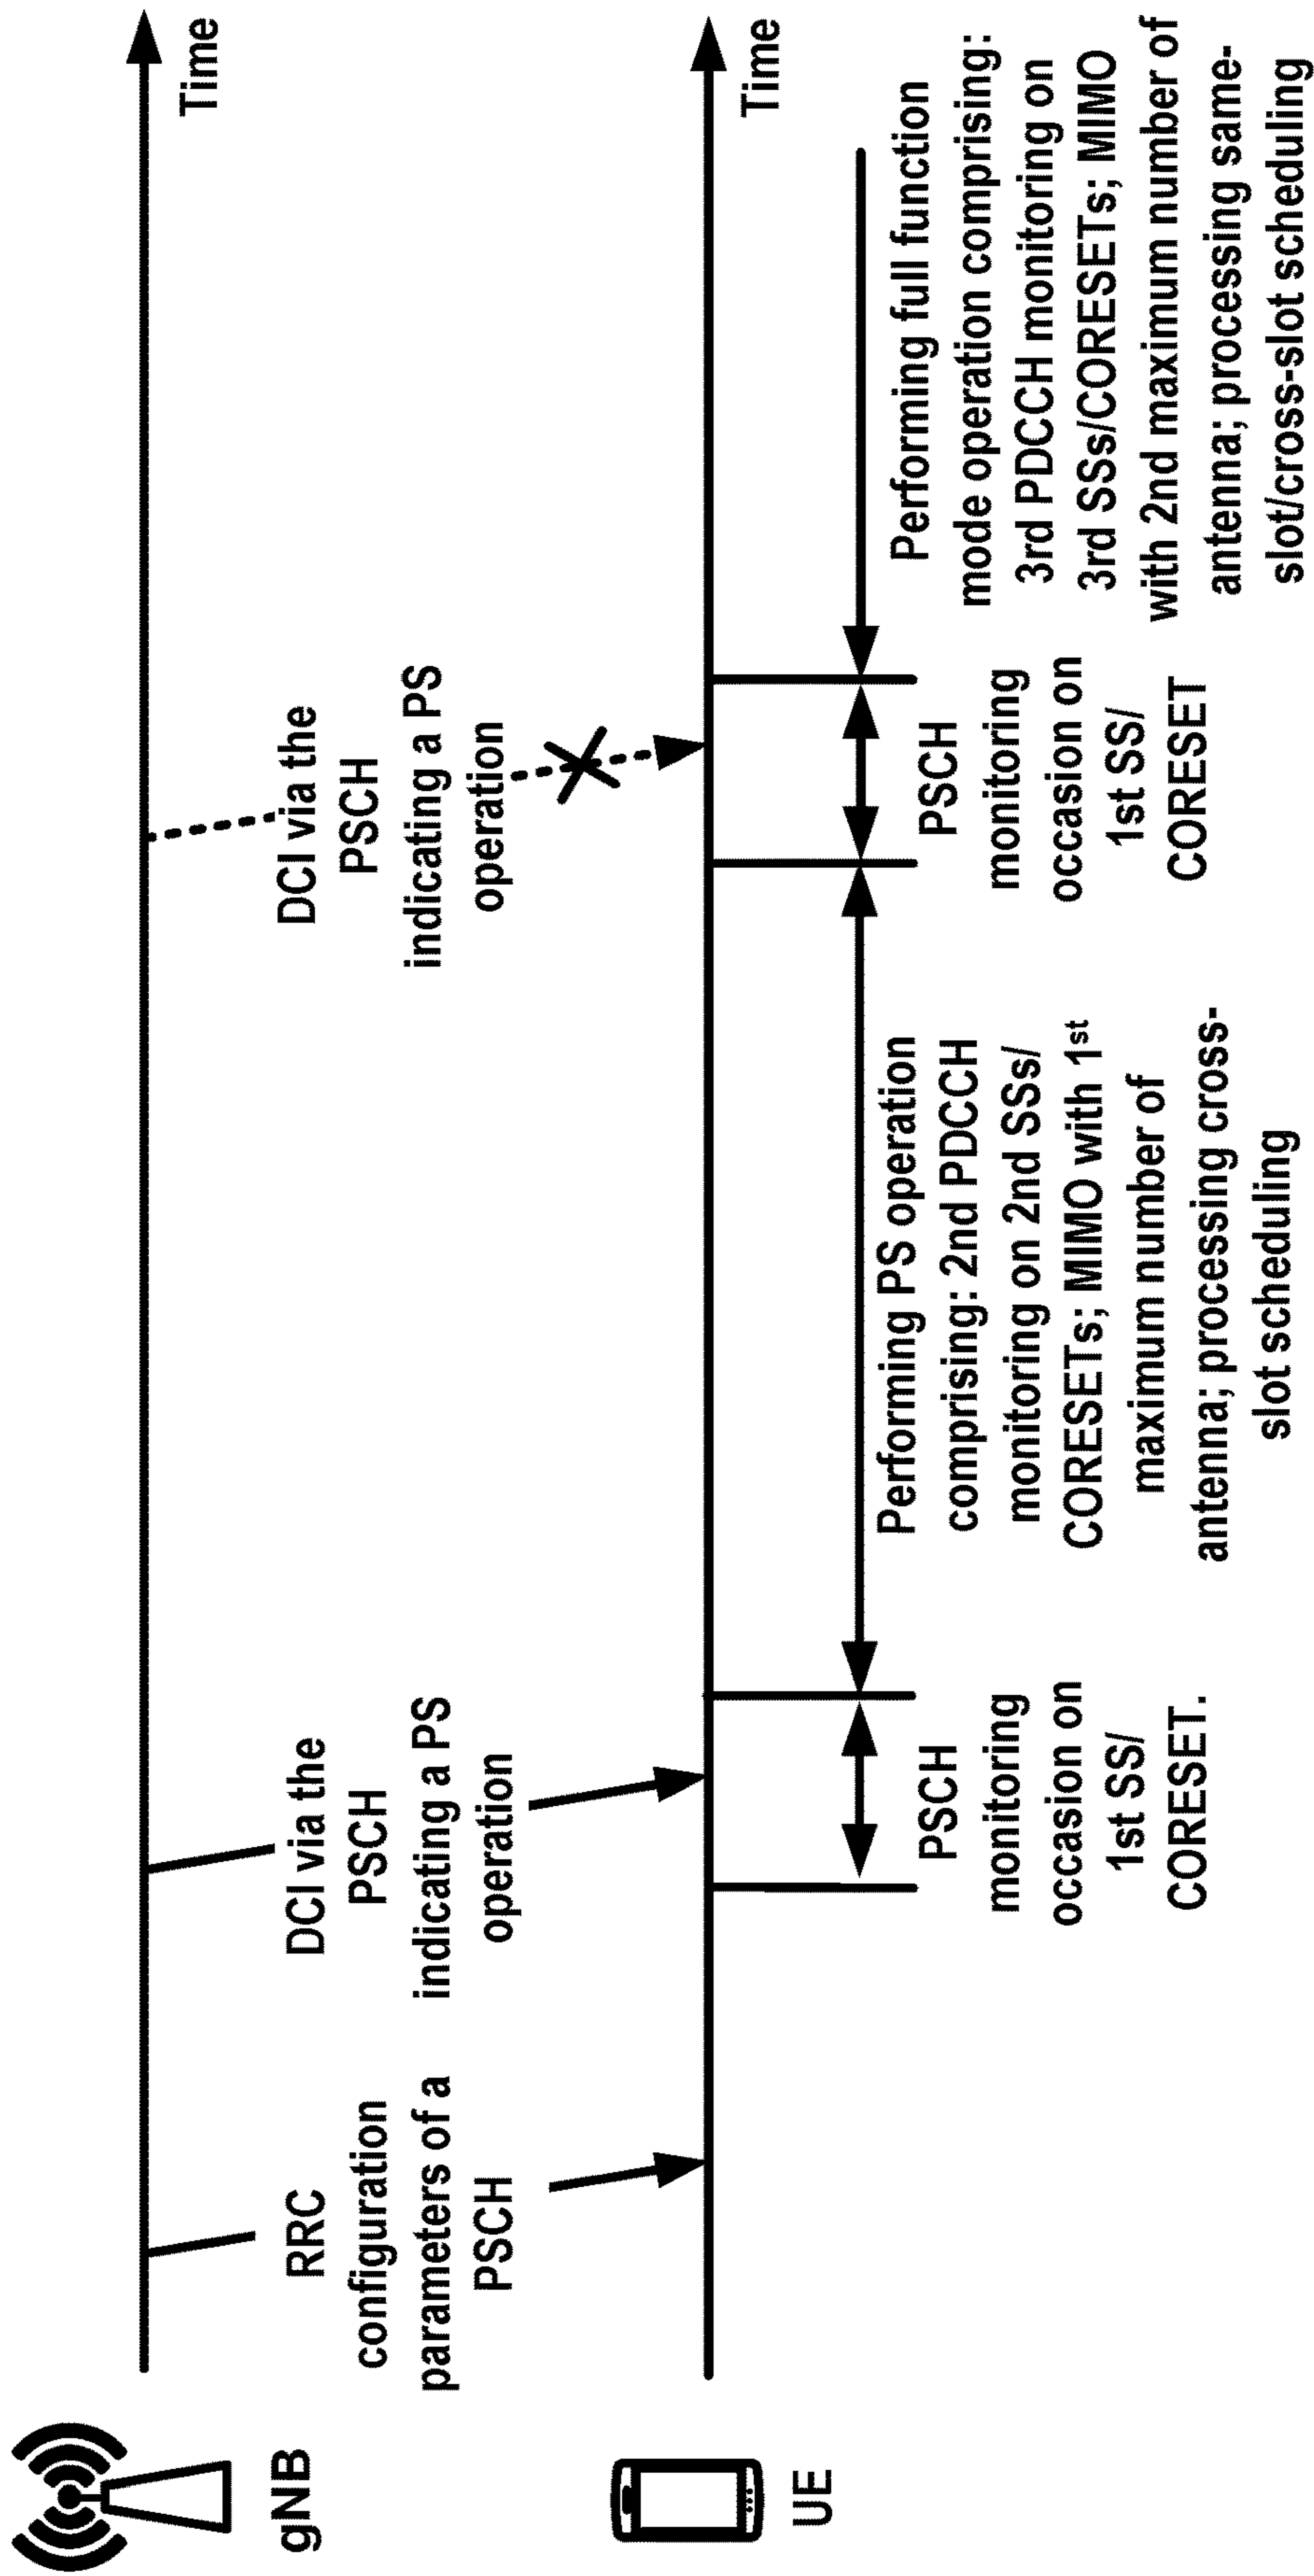 gNB
RRC
configuration
parameters of a
PSCH
DCI via the
PSCH
indicating a PS
operation
DCI via the
PSCH
indicating a PS
operation
Time
UE
Time
PSCH
monitoring
occasion on
1st SS/
CORESET.
Performing PS operation
comprising: 2nd PDCCH
monitoring on 2nd SSs/
CORESETs; MIMO with 1st
maximum number of
antenna; processing cross-
slot scheduling
PSCH
monitoring
occasion on
1st SS/
CORESET
Performing full function
mode operation comprising:
3rd PDCCH monitoring on
3rd SSs/CORESETs; MIMO
with 2nd maximum number of
antenna; processing same-
slot/cross-slot scheduling